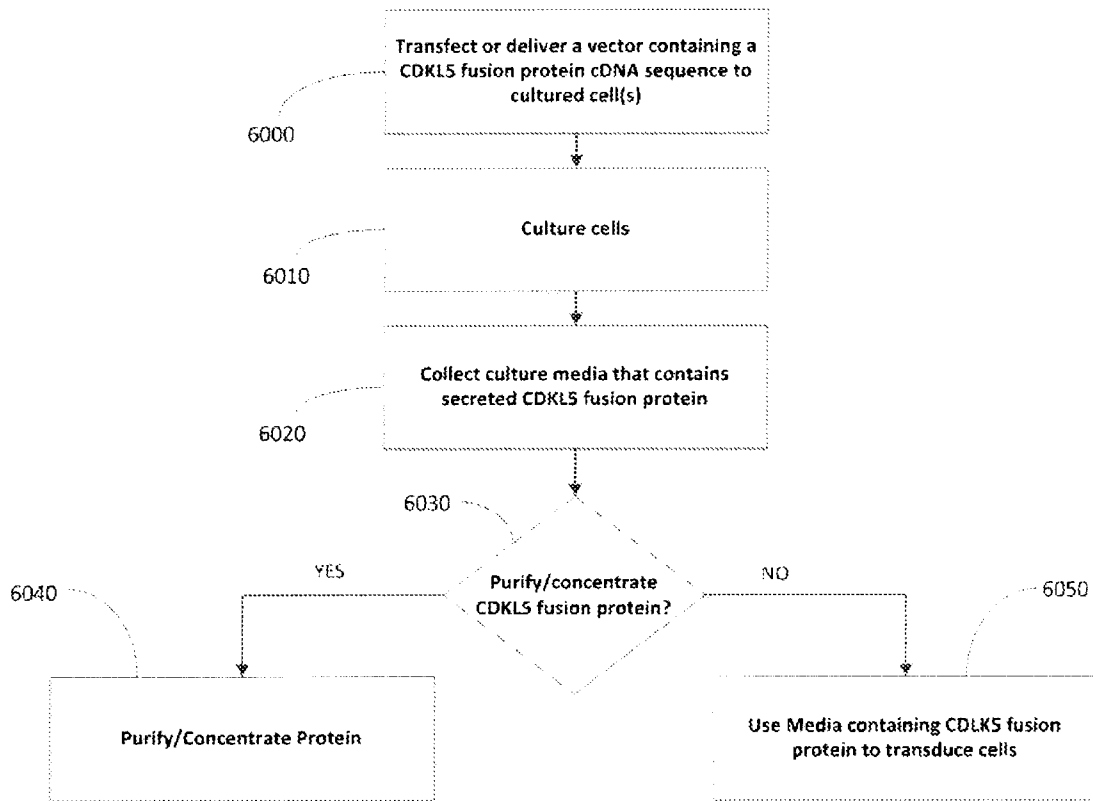 Transfect or deliver a vector containing a
CDKL5 fusion protein cDNA sequence to
cultured cell(s)
6000
Culture cells
6010
Collect culture media that contains
secreted CDKL5 fusion protein
6020
6030
YES
Purify/concentrate
CDKL5 fusion protein?
NO
6040
6050
Purify/Concentrate Protein
Use Media containing CDLK5 fusion
protein to transduce cells